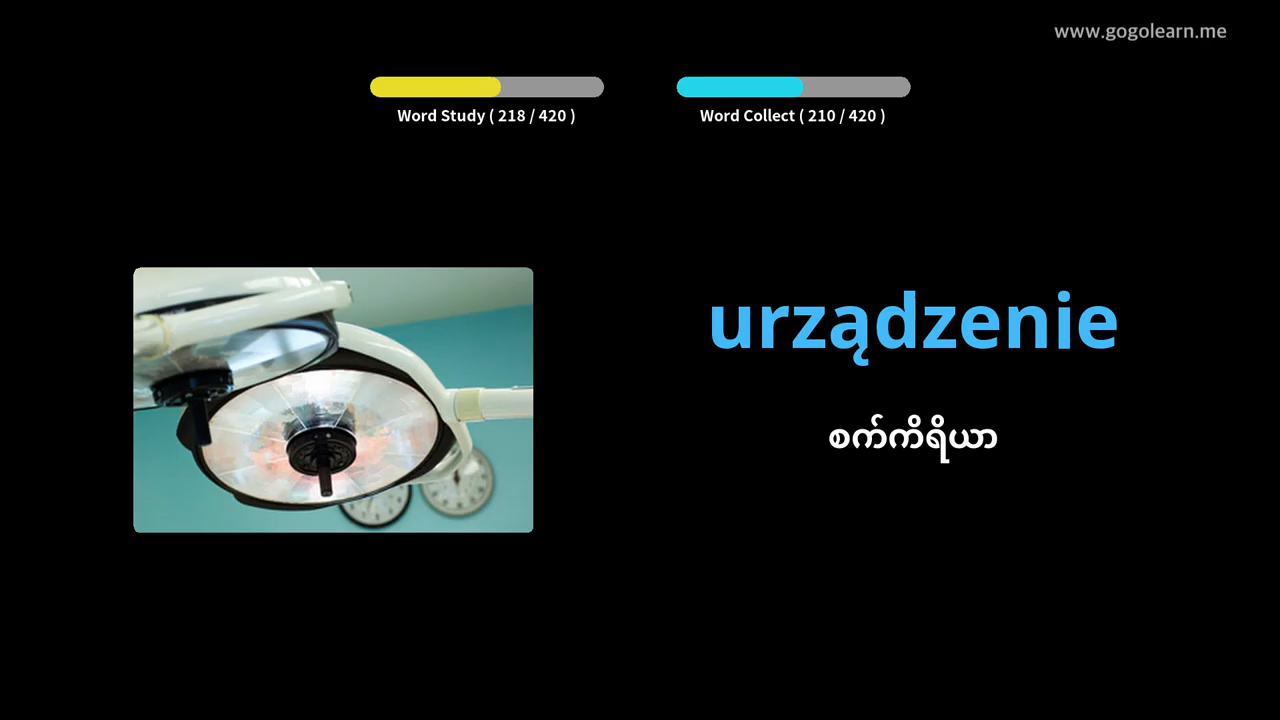 www.gogolearn.me
Word Study ( 218 / 420 )
Word Collect ( 210 / 420 )
urządzenie
စက်ကိရိယာ